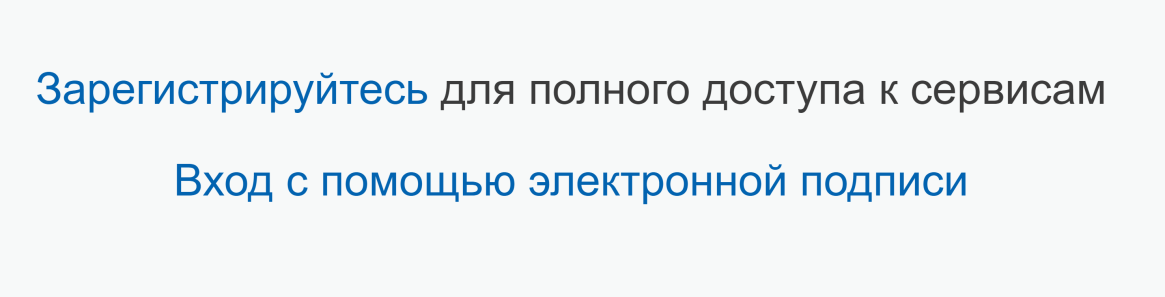 Зарегистрируйтесь для полного доступа к сервисам
Вход с помощью электронной подписи